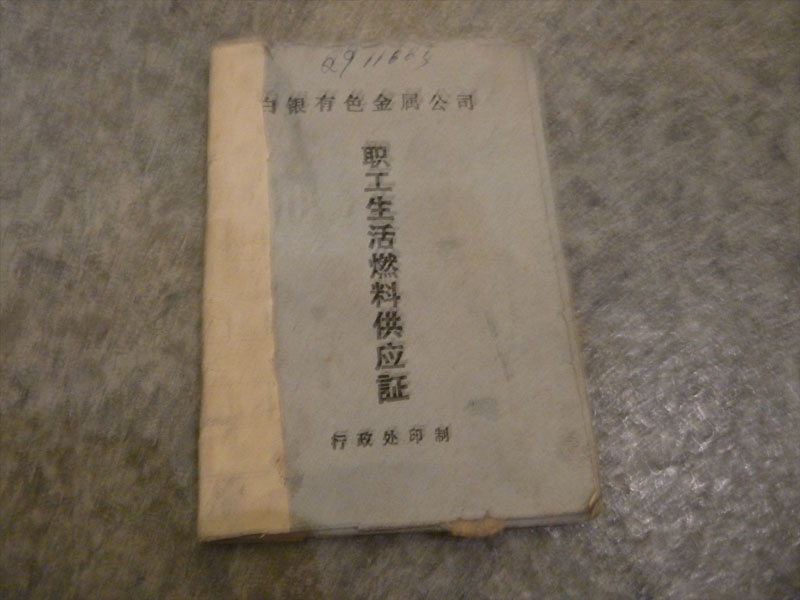 白银有色金属公司
职工生活燃料供应証
行政处印制